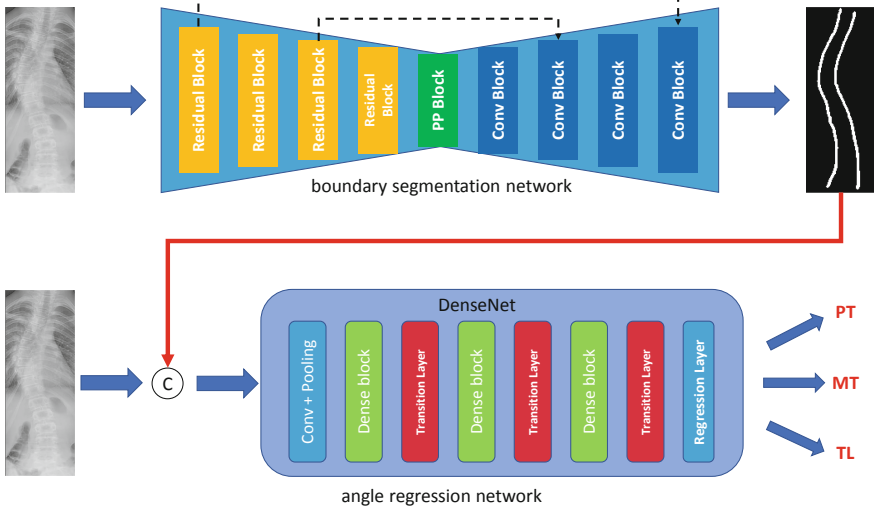 Residual Block
Residual Block
Residual Block
Residual
Block
PP Block
Conv Block
Conv Block
Conv Block
Conv Block
boundary segmentation network
DenseNet
C
Conv + Pooling
Dense block
Transition Layer
Dense block
Transition Layer
Dense block
Transition Layer
Regression Layer
PT
MT
TL
angle regression network